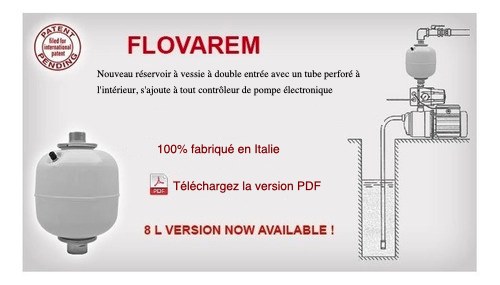 PATENT
filed for
international
patent
PENDING
FLOVAREM
Nouveau réservoir à vessie à double entrée avec un tube perforé à
l'intérieur, s'ajoute à tout contrôleur de pompe électronique
100% fabriqué en Italie
PDF
Téléchargez la version PDF
8 L VERSION NOW AVAILABLE !